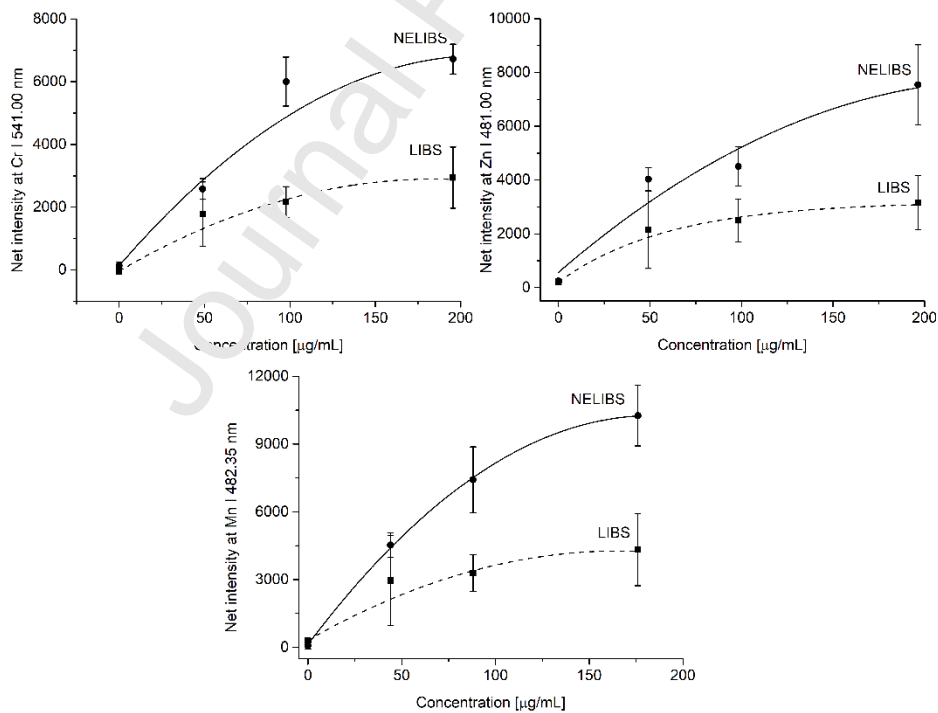 8000
6000
4000
2000
0
Net intensity at Cr I 541.00 nm
NELIBS
LIBS
0
50
100
150
200
Concentration [µg/mL]
10000
8000
6000
4000
2000
0
Net intensity at Zn I 481.00 nm
NELIBS
LIBS
0
50
100
150
200
Concentration [µg/mL]
12000
9000
6000
3000
0
Net intensity at Mn I 482.35 nm
NELIBS
LIBS
0
50
100
150
200
Concentration [µg/mL]
Journal P